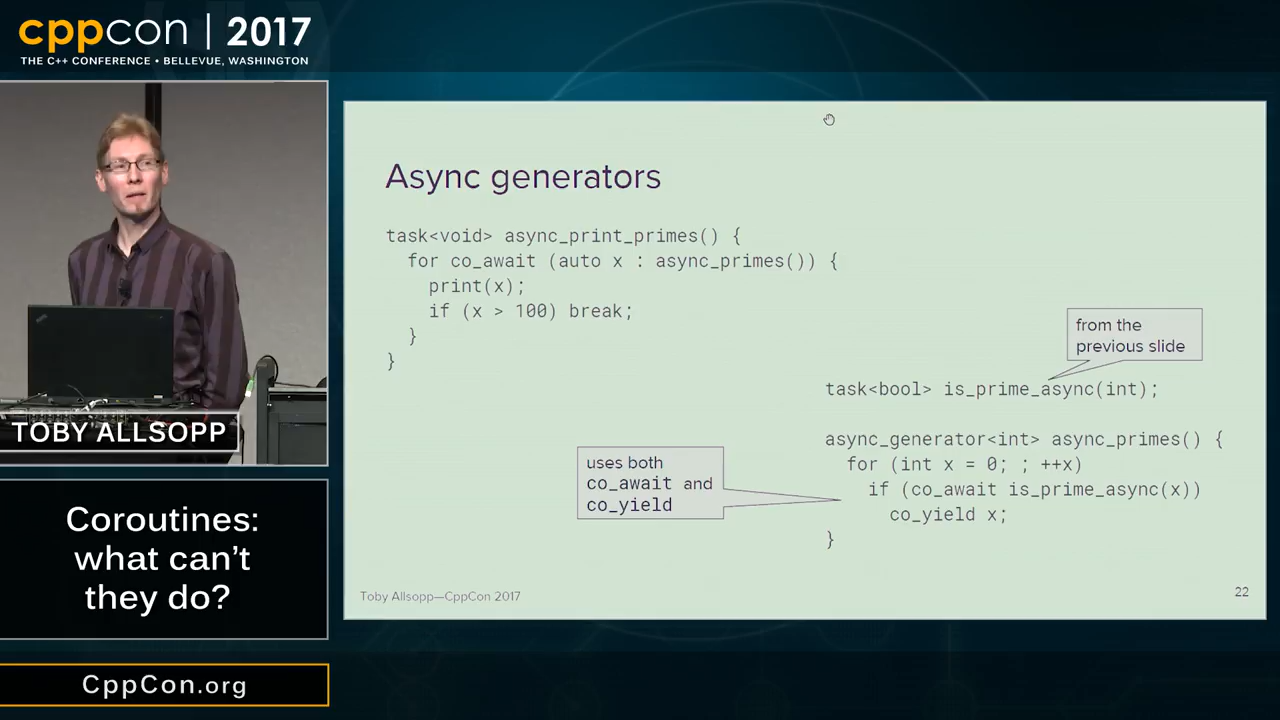 cppcon | 2017
THE C++ CONFERENCE • BELLEVUE, WASHINGTON
TOBY ALLSOPP
Coroutines:
what can't
they do?
CppCon.org
Async generators
task<void> async_print_primes() {
  for co_await (auto x : async_primes()) {
    print(x);
    if (x > 100) break;
  }
}
from the
previous slide
task<bool> is_prime_async(int);
async_generator<int> async_primes() {
  for (int x = 0; ; ++x)
    if (co_await is_prime_async(x))
      co_yield x;
}
uses both
co_await and
co_yield
Toby Allsopp—CppCon 2017
22